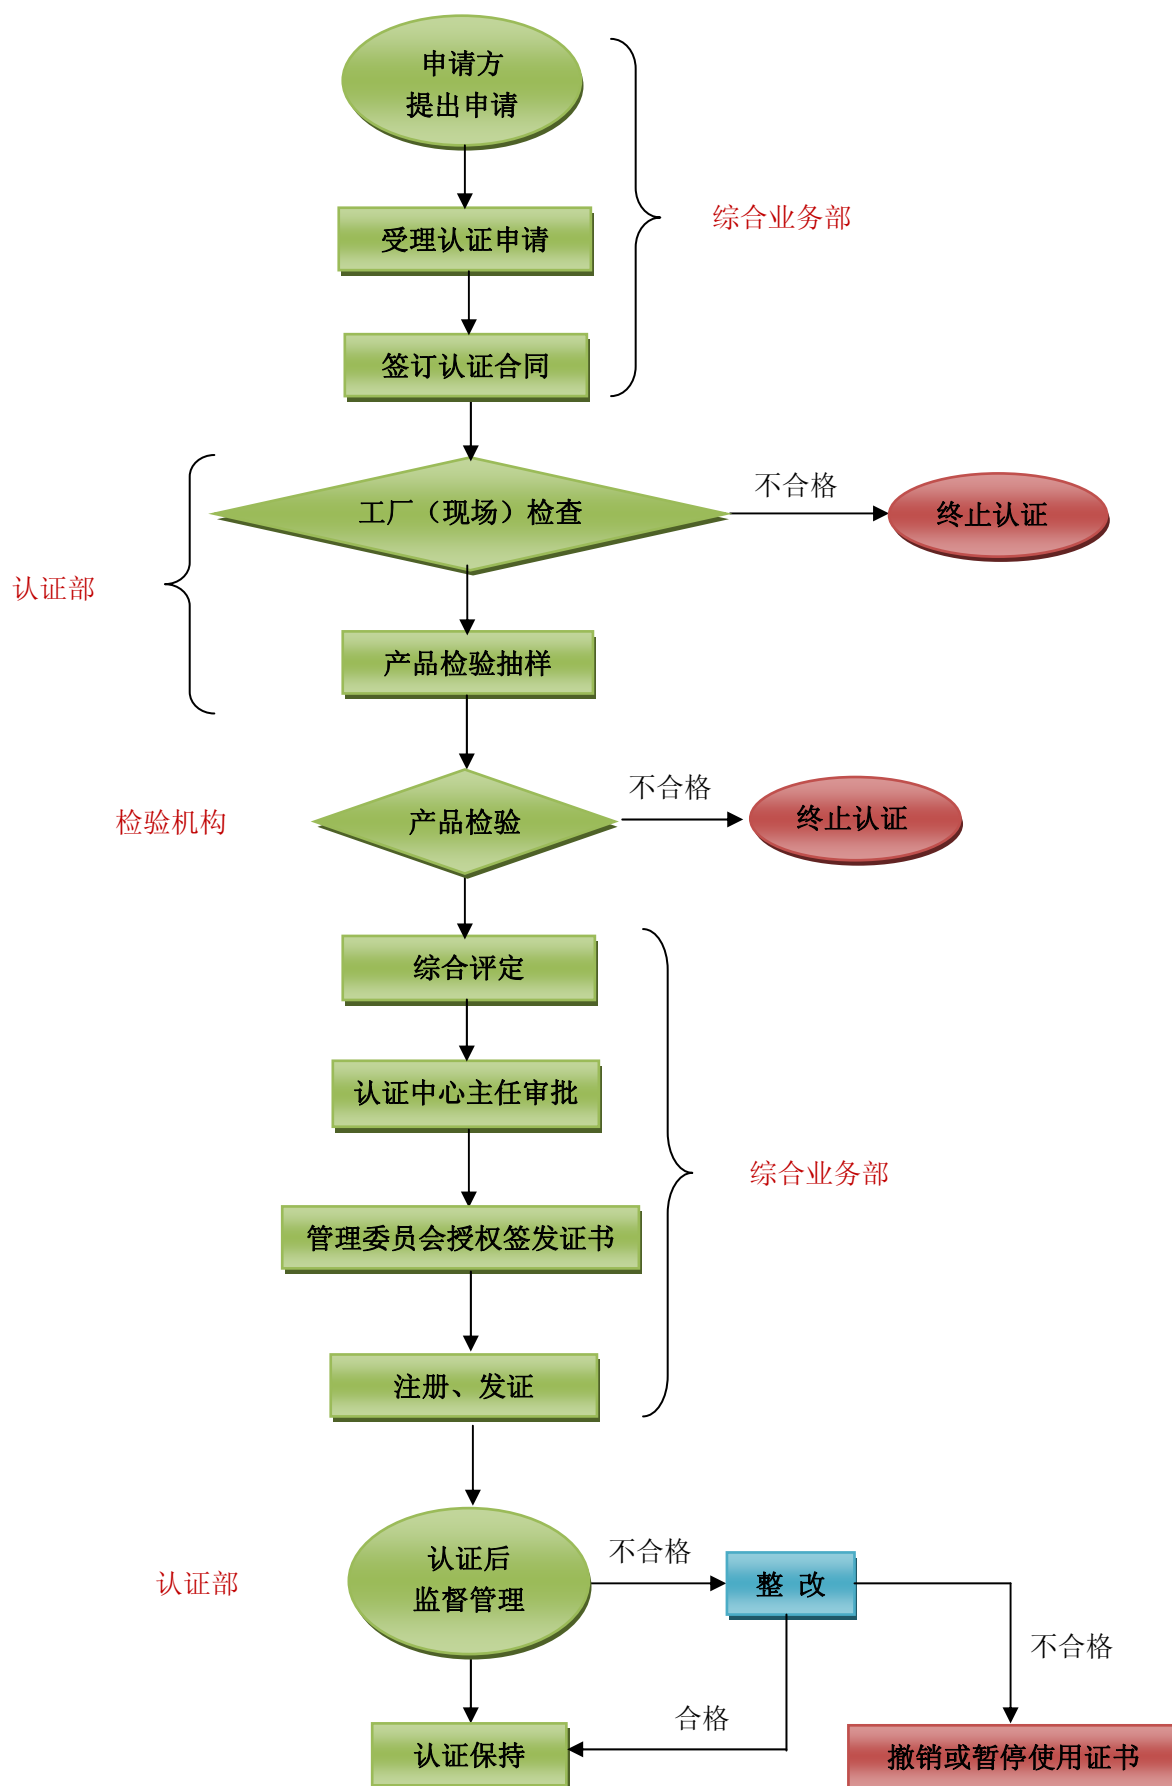 申请方
提出申请
综合业务部
受理认证申请
签订认证合同
不合格
工厂（现场）检查
终止认证
认证部
产品检验抽样
不合格
检验机构
产品检验
终止认证
综合评定
认证中心主任审批
综合业务部
管理委员会授权签发证书
注册、发证
认证后
监督管理
不合格
整 改
认证部
不合格
合格
认证保持
撤销或暂停使用证书